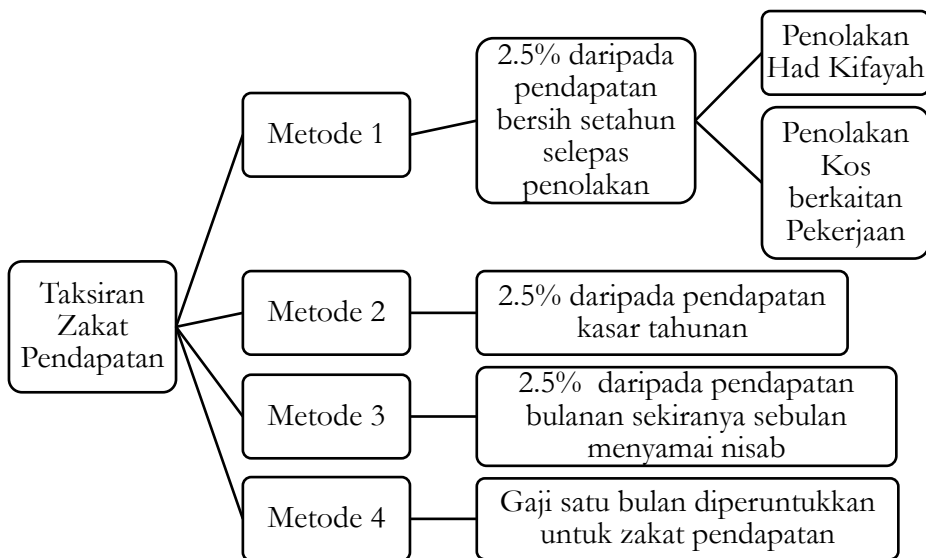 Taksiran
Zakat
Pendapatan
Metode 1
2.5% daripada
pendapatan
bersih setahun
selepas
penolakan
Penolakan
Had Kifayah
Penolakan
Kos
berkaitan
Pekerjaan
Metode 2
2.5% daripada pendapatan
kasar tahunan
Metode 3
2.5% daripada pendapatan
bulanan sekiranya sebulan
menyamai nisab
Metode 4
Gaji satu bulan diperuntukkan
untuk zakat pendapatan